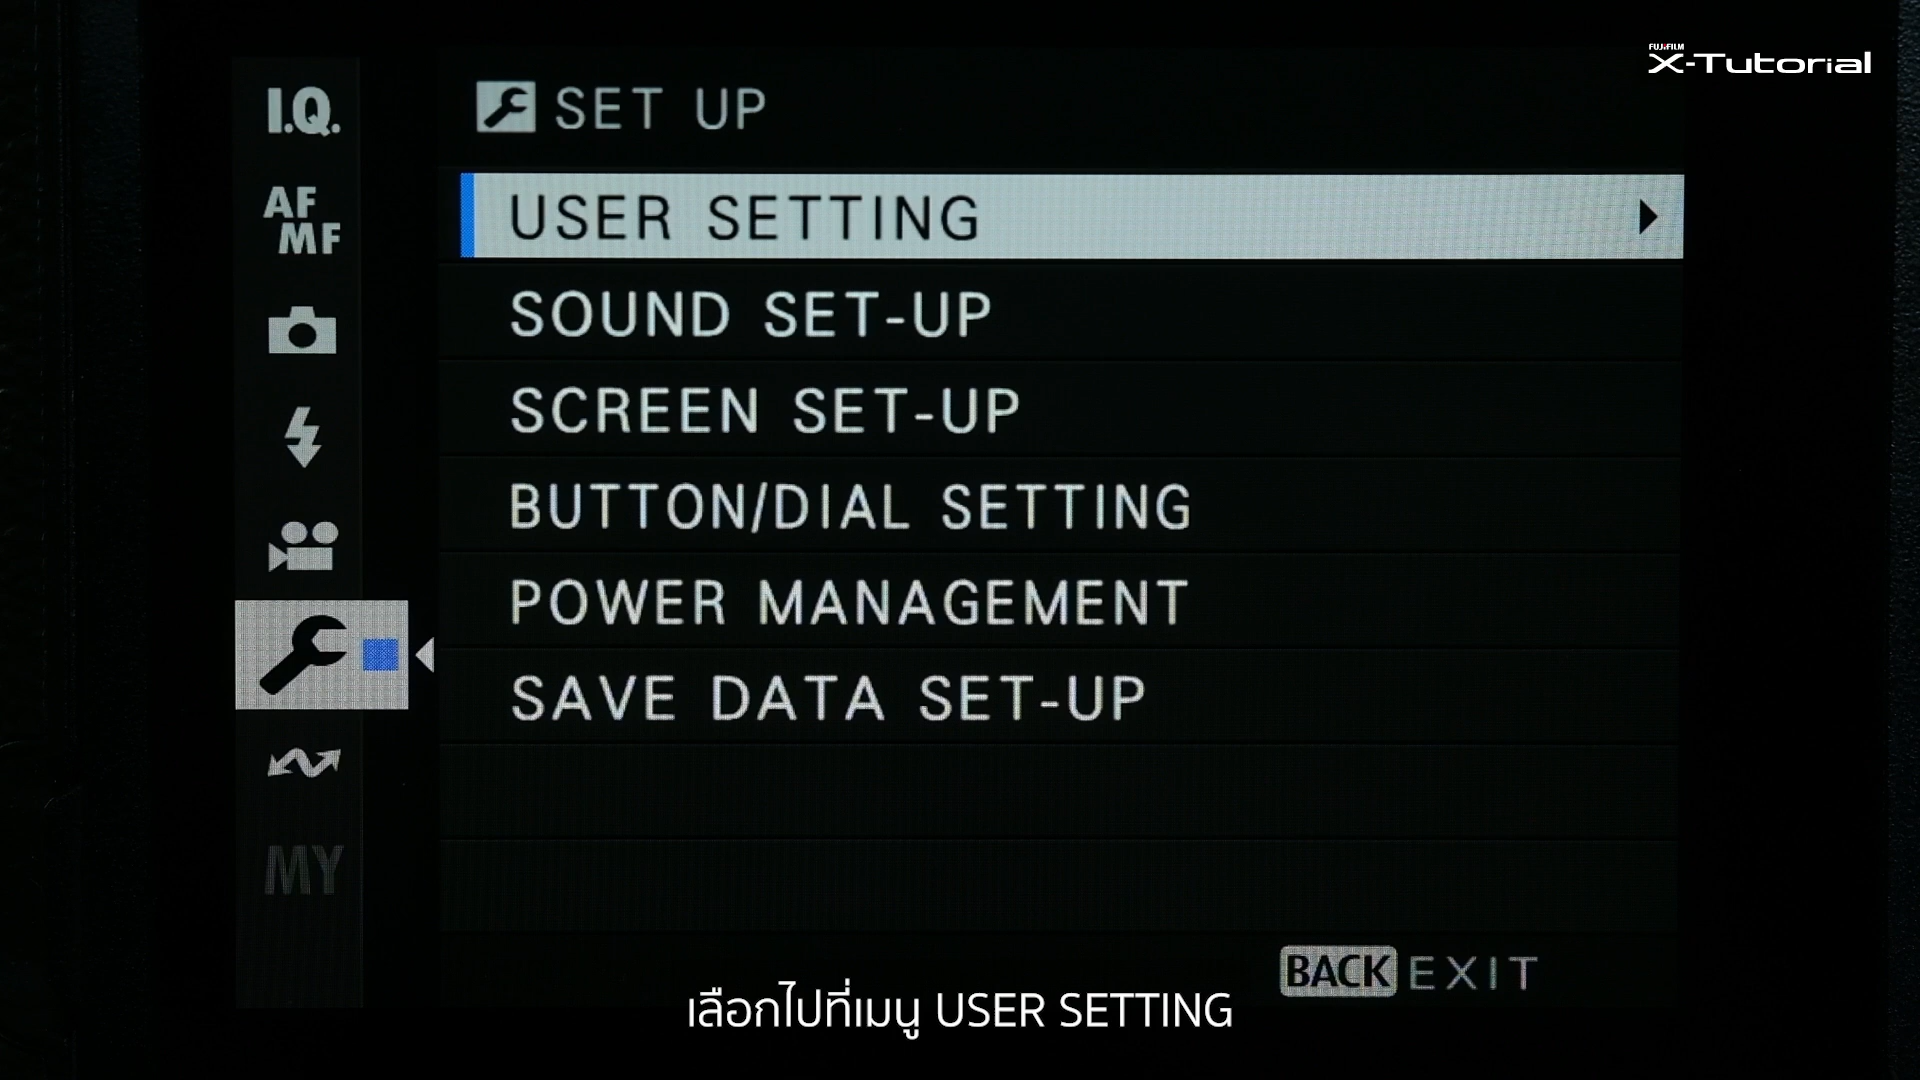 FUJIFILM
X-Tutorial
I.Q.
AF
MF
MY
SET UP
USER SETTING
SOUND SET-UP
SCREEN SET-UP
BUTTON/DIAL SETTING
POWER MANAGEMENT
SAVE DATA SET-UP
BACK EXIT
เลือกไปที่เมนู USER SETTING